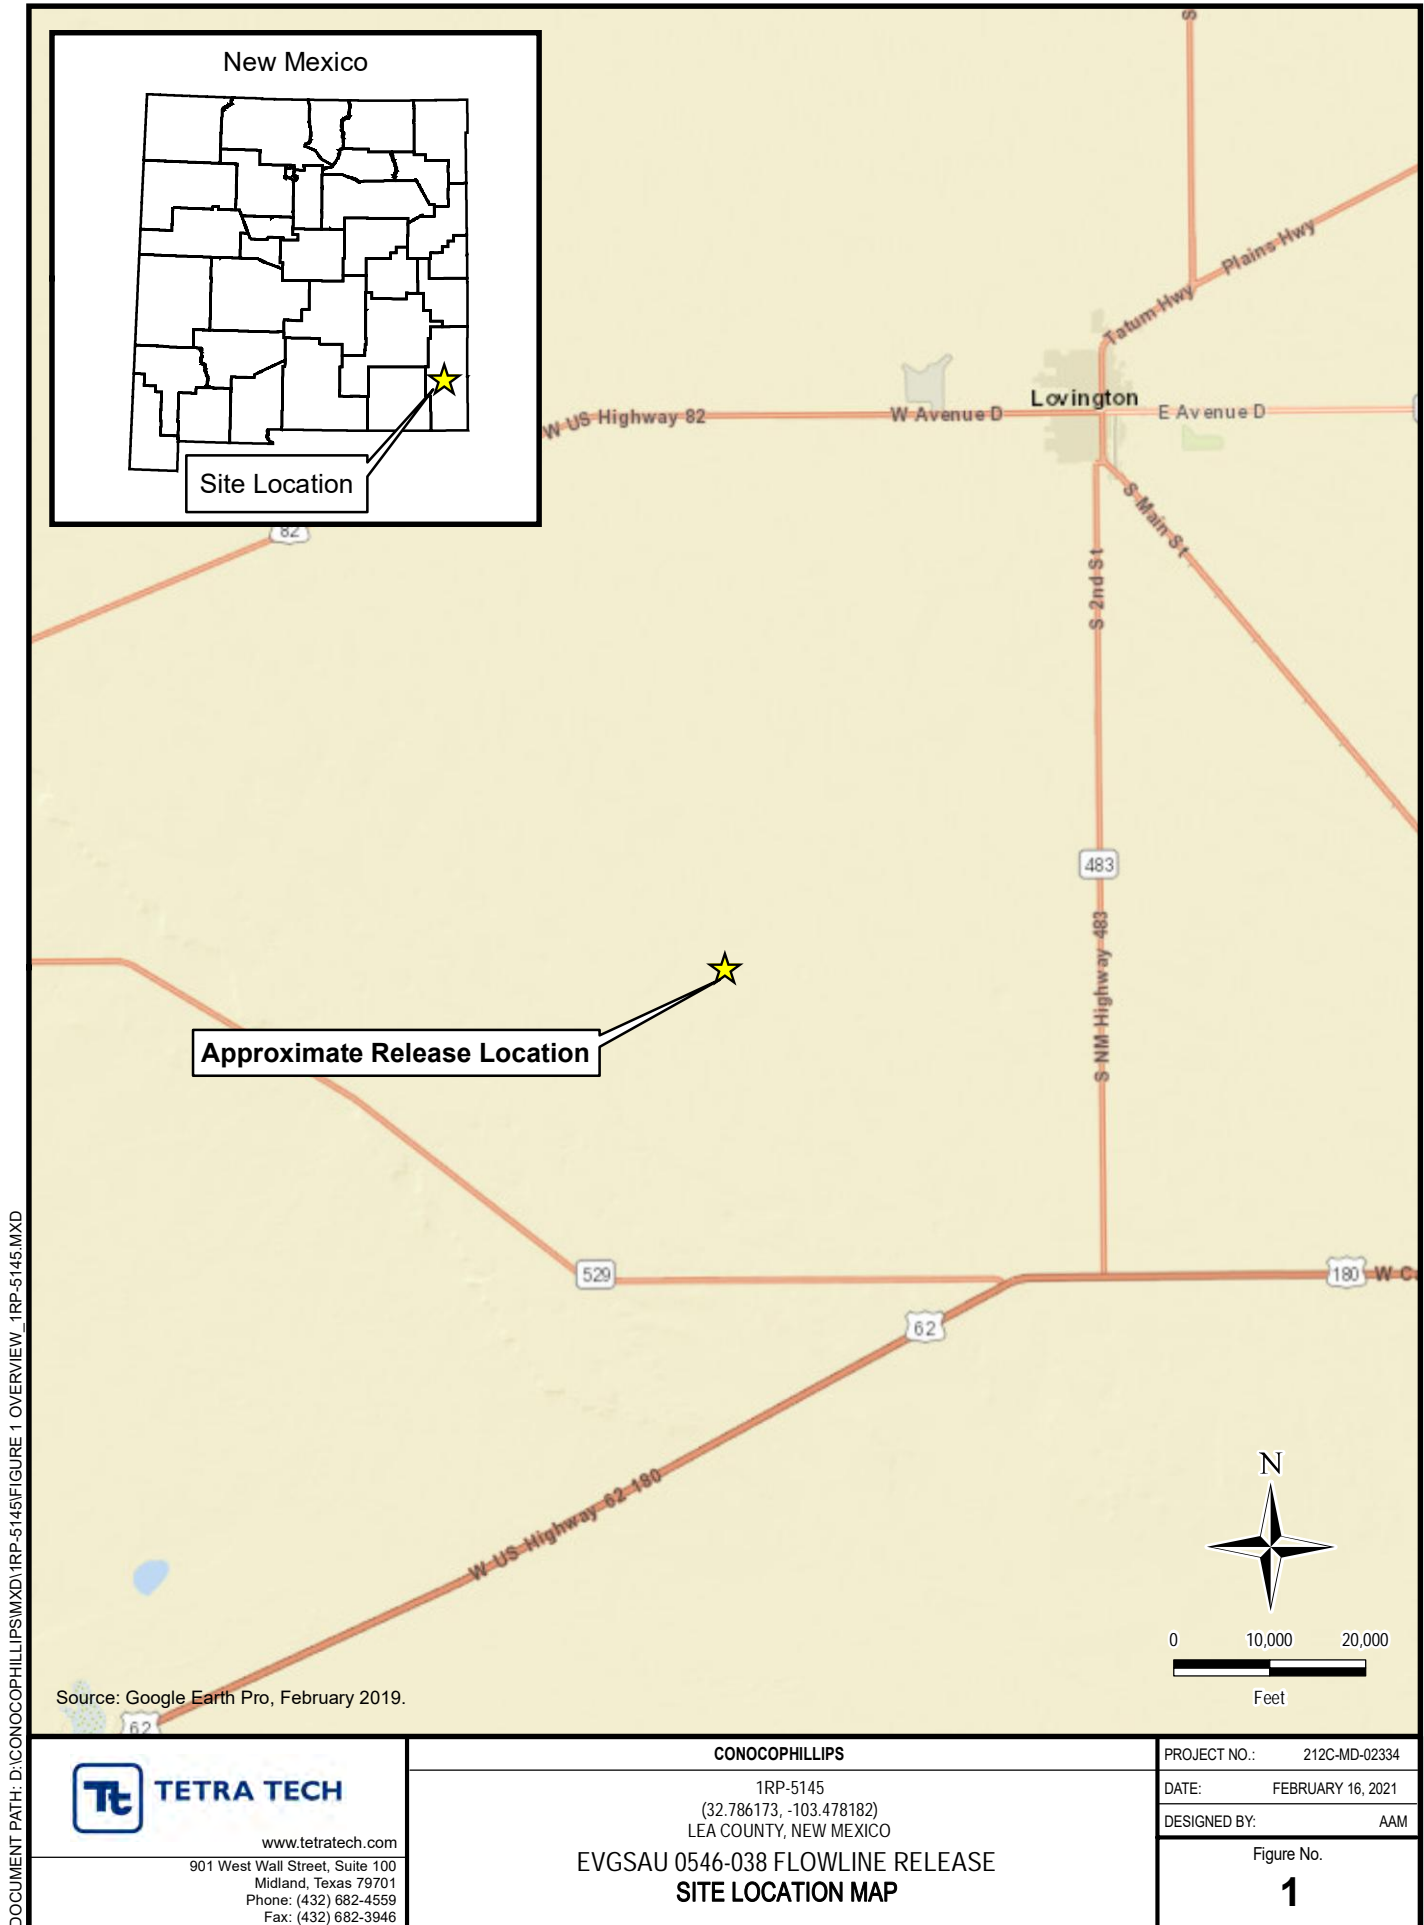 New Mexico
Site Location
S
Plains Hwy
Tatum Hwy
Lovington
W US Highway 82
W Avenue D
E Avenue D
82
S Main St
S 2nd St
483
S NM Highway 483
Approximate Release Location
529
180
W C
62
W US Highway 62 180
N
0 10,000 20,000
Feet
Source: Google Earth Pro, February 2019.
62
DOCUMENT PATH: D:\CONOCOPHILLIPS\MXD\1RP-5145\FIGURE 1 OVERVIEW_1RP-5145.MXD
Tt TETRA TECH
www.tetratech.com
901 West Wall Street, Suite 100
Midland, Texas 79701
Phone: (432) 682-4559
Fax: (432) 682-3946
CONOCOPHILLIPS
1RP-5145
(32.786173, -103.478182)
LEA COUNTY, NEW MEXICO
EVGSAU 0546-038 FLOWLINE RELEASE
SITE LOCATION MAP
PROJECT NO.: 212C-MD-02334
DATE: FEBRUARY 16, 2021
DESIGNED BY: AAM
Figure No.
1